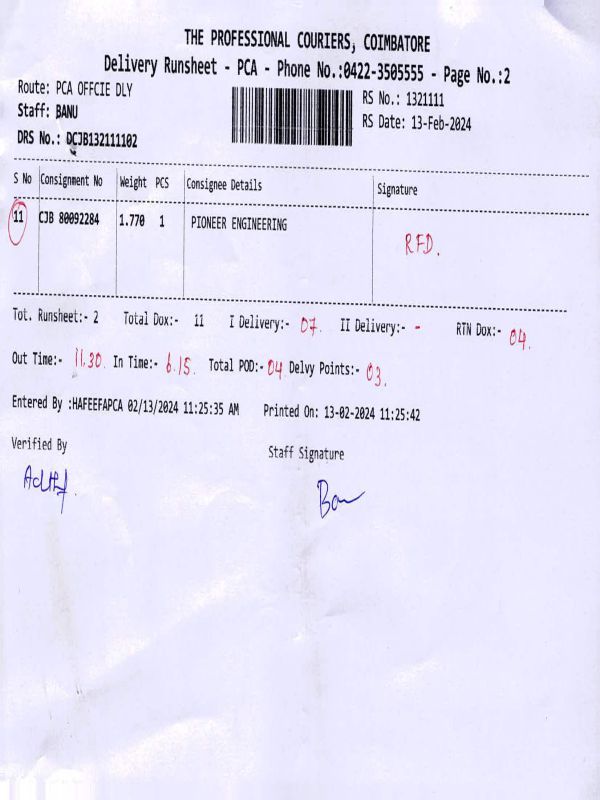 THE PROFESSIONAL COURIERS, COIMBATORE
Delivery Runsheet - PCA - Phone No.:0422-3505555 - Page No.:2
Route: PCA OFFCIE DLY
RS No.: 1321111
Staff: BANU
RS Date: 13-Feb-2024
DRS No.: DCJB132111102
S No Consignment No Weight PCS Consignee Details Signature
11 CJB 80092284 1.770 1 PIONEER ENGINEERING
RFD.
Tot. Runsheet:- 2 Total Dox:- 11 I Delivery:- 07. II Delivery:- - RTN Dox:- 04.
Out Time:- 11.30. In Time:- 6.15. Total POD:- 04 Delvy Points:- 03.
Entered By :HAFEEFAPCA 02/13/2024 11:25:35 AM Printed On: 13-02-2024 11:25:42
Verified By Staff Signature